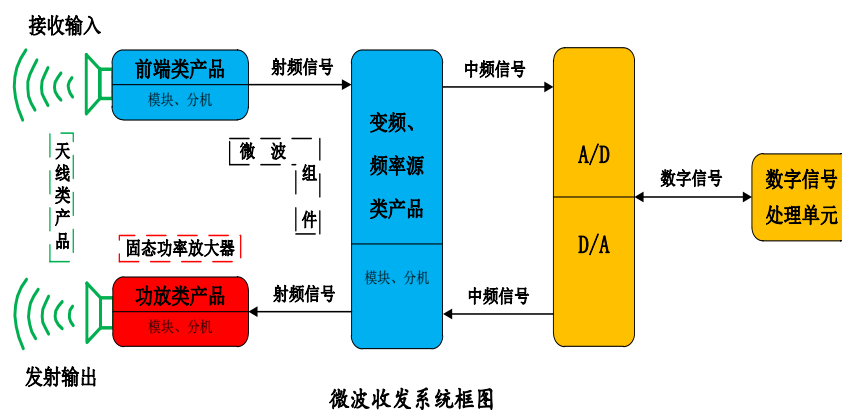 接收输入
前端类产品
模块、分机
射频信号
中频信号
天线类产品
微波
组件
变频、
频率源
类产品
模块、分机
A/D
D/A
数字信号
数字信号
处理单元
固态功率放大器
功放类产品
模块、分机
射频信号
中频信号
发射输出
微波收发系统框图